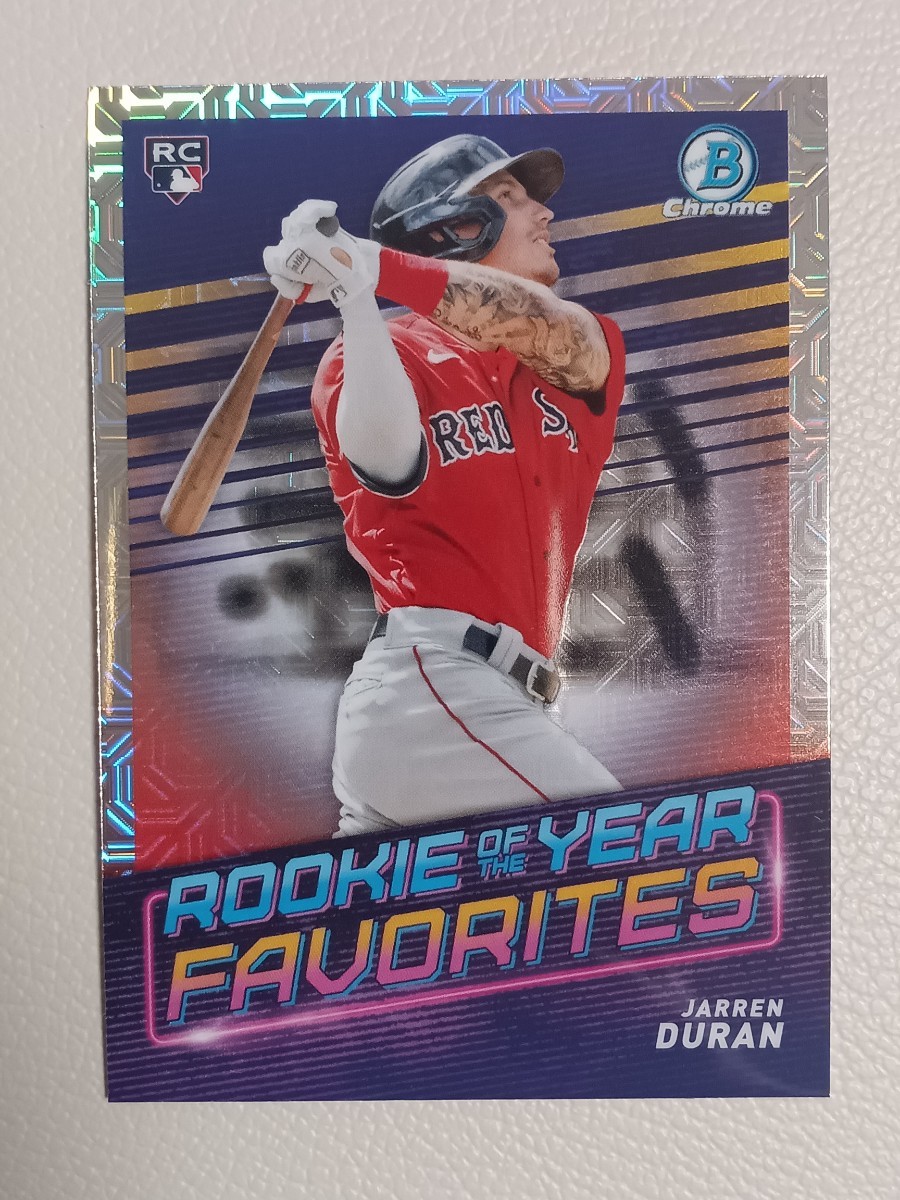 RC
B
Chrome
RED S
ROOKIE OF THE YEAR
FAVORITES
JARREN
DURAN